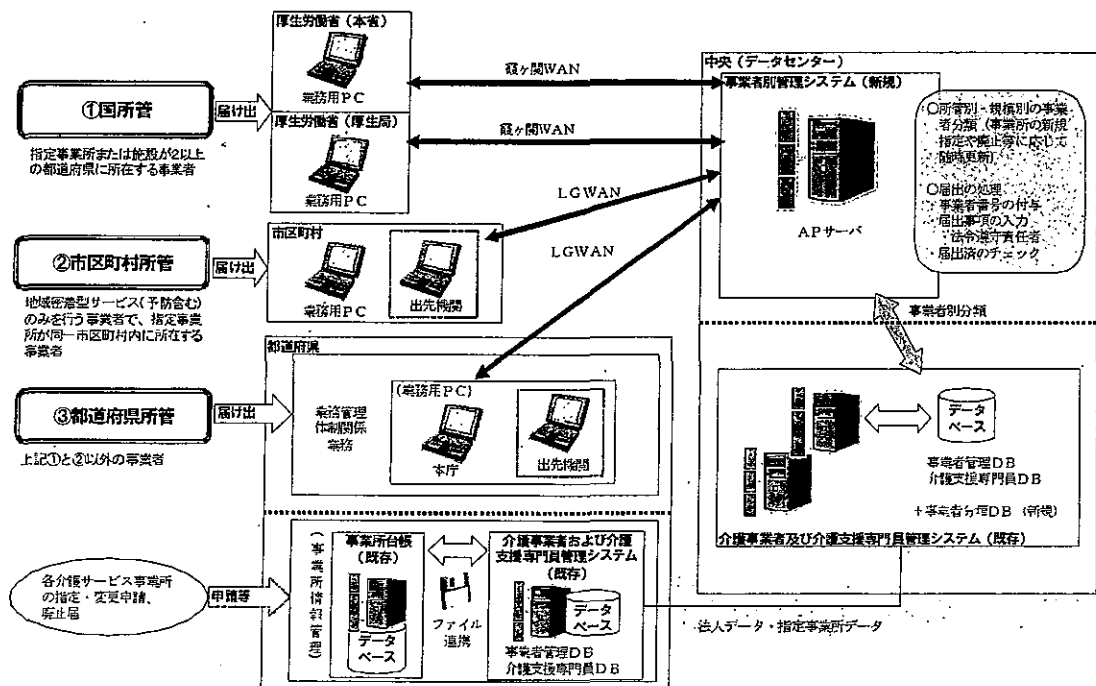 ①国所管
指定事業所または施設が2以上
の都道府県に所在する事業者
届け出
厚生労働省（本省）
業務用ＰＣ
厚生労働省（厚生局）
業務用ＰＣ
霞ヶ関WAN
霞ヶ関WAN
LGWAN
LGWAN
②市区町村所管
地域密着型サービス（予防含む）
のみを行う事業者で、指定事業
所が同一市区町村内に所在する
事業者
届け出
市区町村
業務用ＰＣ
出先機関
③都道府県所管
上記①と②以外の事業者
届け出
都道府県
業務管理
体制関係
業務
（業務用ＰＣ）
本庁
出先機関
各介護サービス事業所
の指定・変更申請、
廃止届
申請等
（事業所情報管理）
事業所台帳
（既存）
データ
ベース
ファイル
連携
介護事業者および介護
支援専門員管理システム
（既存）
データ
ベース
事業者管理ＤＢ
介護支援専門員ＤＢ
法人データ・指定事業所データ
中央（データセンター）
事業者別管理システム（新規）
ＡＰサーバ
○所管別・規模別の事業
者分類（事業所の新規
指定や廃止等に応じて
随時更新）
○届出の処理
・事業者番号の付与
・届出事項の入力
法令遵守責任者
・届出済のチェック
事業者別分類
データ
ベース
事業者管理ＤＢ
介護支援専門員ＤＢ
＋事業者分理ＤＢ（新規）
介護事業者及び介護支援専門員管理システム（既存）